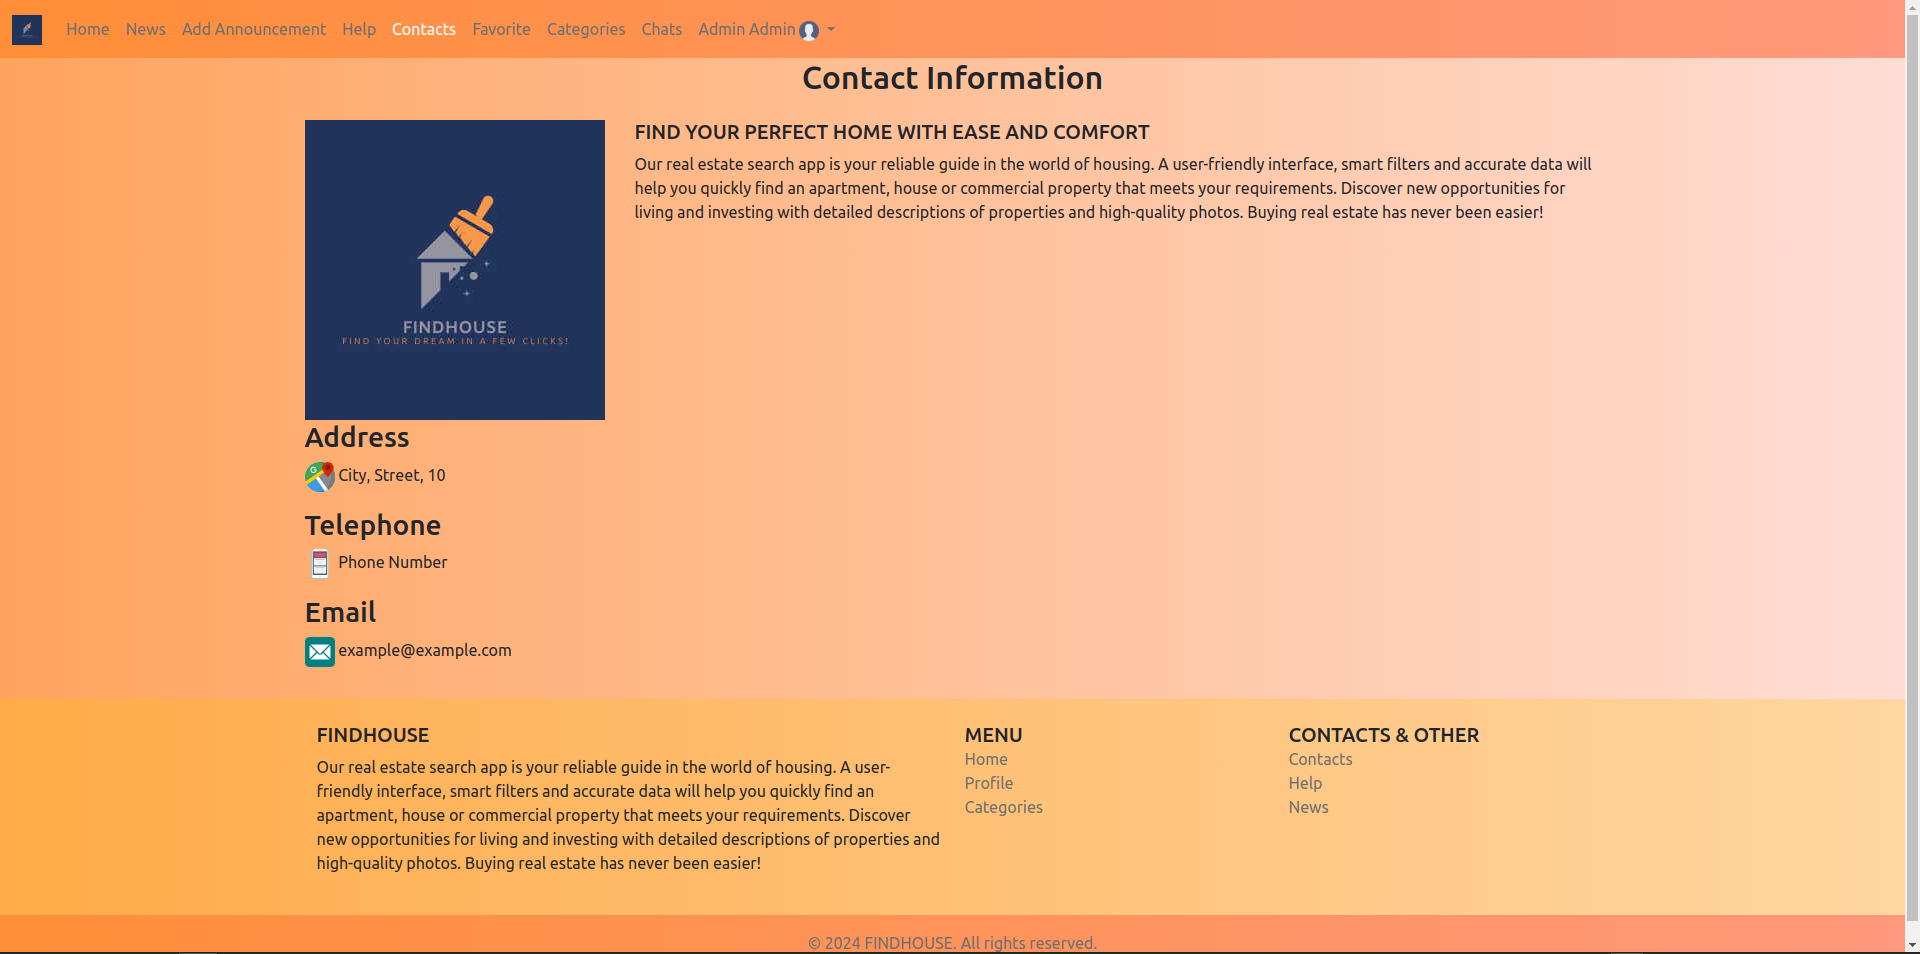 Home News Add Announcement Help Contacts Favorite Categories Chats Admin Admin
Contact Information
FINDHOUSE
FIND YOUR DREAM IN A FEW CLICKS!
FIND YOUR PERFECT HOME WITH EASE AND COMFORT
Our real estate search app is your reliable guide in the world of housing. A user-friendly interface, smart filters and accurate data will
help you quickly find an apartment, house or commercial property that meets your requirements. Discover new opportunities for
living and investing with detailed descriptions of properties and high-quality photos. Buying real estate has never been easier!
Address
G
City, Street, 10
Telephone
Phone Number
Email
example@example.com
FINDHOUSE
Our real estate search app is your reliable guide in the world of housing. A user-
friendly interface, smart filters and accurate data will help you quickly find an
apartment, house or commercial property that meets your requirements. Discover
new opportunities for living and investing with detailed descriptions of properties and
high-quality photos. Buying real estate has never been easier!
MENU
Home
Profile
Categories
CONTACTS & OTHER
Contacts
Help
News
© 2024 FINDHOUSE. All rights reserved.